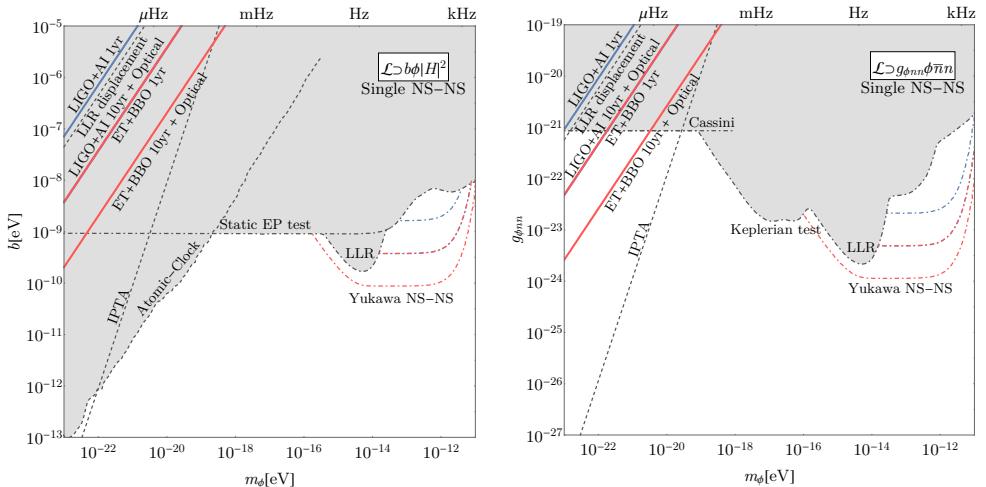 μHz mHz Hz kHz
10⁻⁵
10⁻⁶
10⁻⁷
10⁻⁸
10⁻⁹
10⁻¹⁰
10⁻¹¹
10⁻¹²
10⁻¹³
b[eV]
LIGO+AI 1yr
LLR displacement
LIGO+AI 10yr + Optical
ET+BBO 1yr
ET+BBO 10yr + Optical
ℒ⊃bϕ|H|²
Single NS−NS
Static EP test
LLR
Atomic−Clock
IPTA
Yukawa NS−NS
10⁻²² 10⁻²⁰ 10⁻¹⁸ 10⁻¹⁶ 10⁻¹⁴ 10⁻¹²
m_ϕ[eV]
μHz mHz Hz kHz
10⁻¹⁹
10⁻²⁰
10⁻²¹
10⁻²²
10⁻²³
10⁻²⁴
10⁻²⁵
10⁻²⁶
10⁻²⁷
g_ϕnn
LIGO+AI 1yr
LLR displacement
LIGO+AI 10yr + Optical
ET+BBO 1yr
ET+BBO 10yr + Optical
ℒ⊃g_ϕnn ϕn̄n
Single NS−NS
Cassini
Keplerian test
LLR
IPTA
Yukawa NS−NS
10⁻²² 10⁻²⁰ 10⁻¹⁸ 10⁻¹⁶ 10⁻¹⁴ 10⁻¹²
m_ϕ[eV]